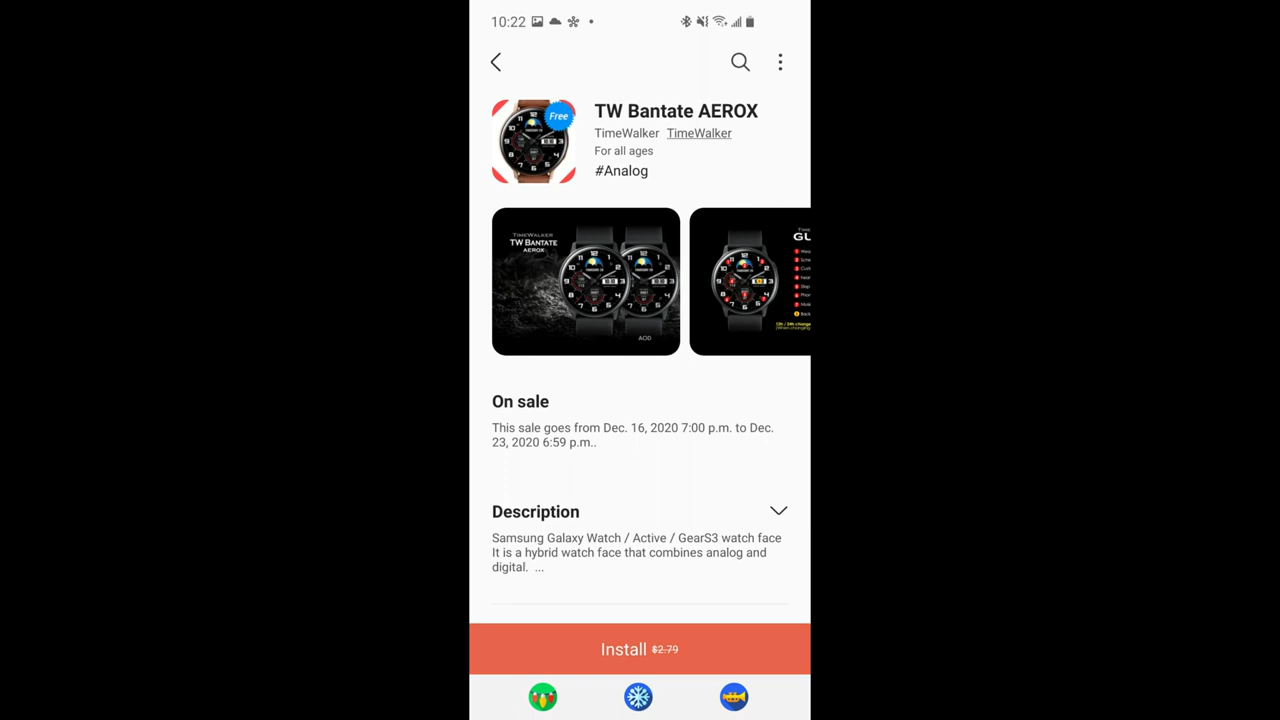 10:22
TW Bantate AEROX
Free
TimeWalker TimeWalker
For all ages
#Analog
TIMEWALKER
TW BANTATE
AEROX
AOD
GU
On sale
This sale goes from Dec. 16, 2020 7:00 p.m. to Dec.
23, 2020 6:59 p.m..
Description
Samsung Galaxy Watch / Active / GearS3 watch face
It is a hybrid watch face that combines analog and
digital. ...
Install $2.79